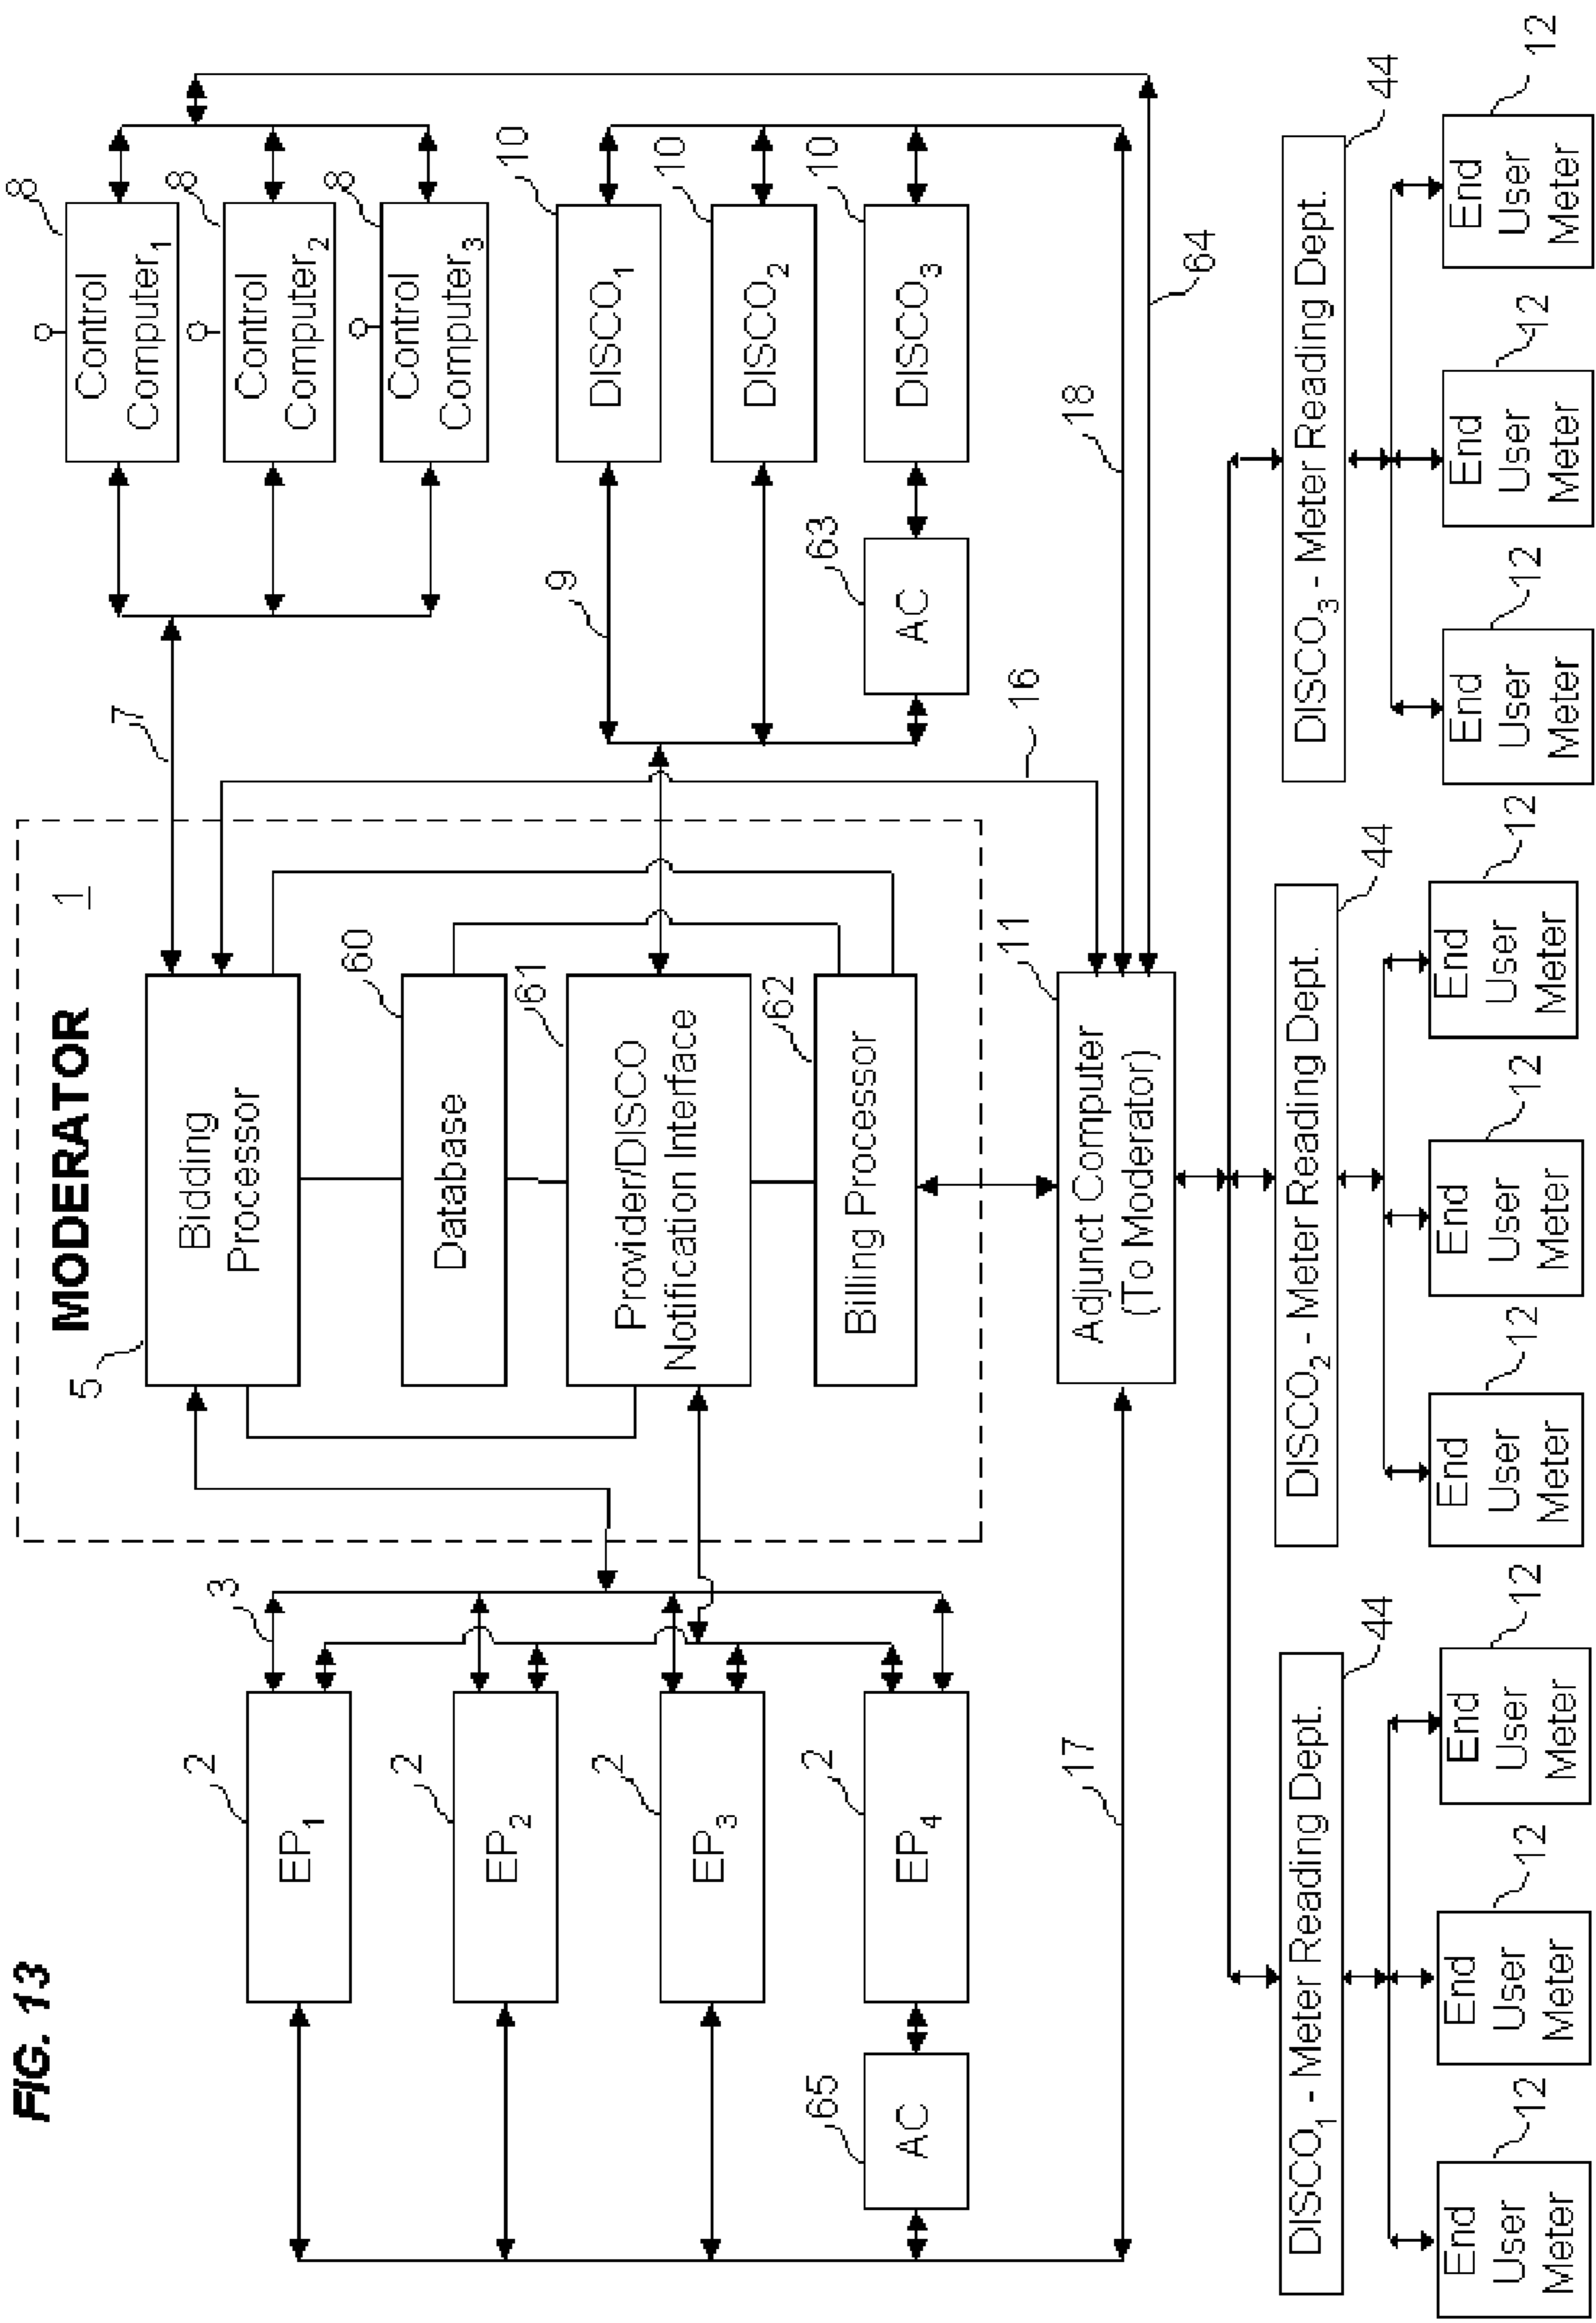 FIG. 13
MODERATOR
1
5
Bidding
Processor
60
Database
61
Provider/DISCO
Notification Interface
62
Billing Processor
3
2
EP1
2
EP2
2
EP3
2
EP4
65
AC
17
7
8
Control
Computer1
8
Control
Computer2
8
Control
Computer3
9
10
DISCO1
10
DISCO2
10
DISCO3
63
AC
16
18
64
11
Adjunct Computer
(To Moderator)
DISCO1 - Meter Reading Dept.
44
DISCO2 - Meter Reading Dept.
44
DISCO3 - Meter Reading Dept.
44
End
User
Meter
12
End
User
Meter
12
End
User
Meter
12
End
User
Meter
12
End
User
Meter
12
End
User
Meter
12
End
User
Meter
12
End
User
Meter
12
End
User
Meter
12